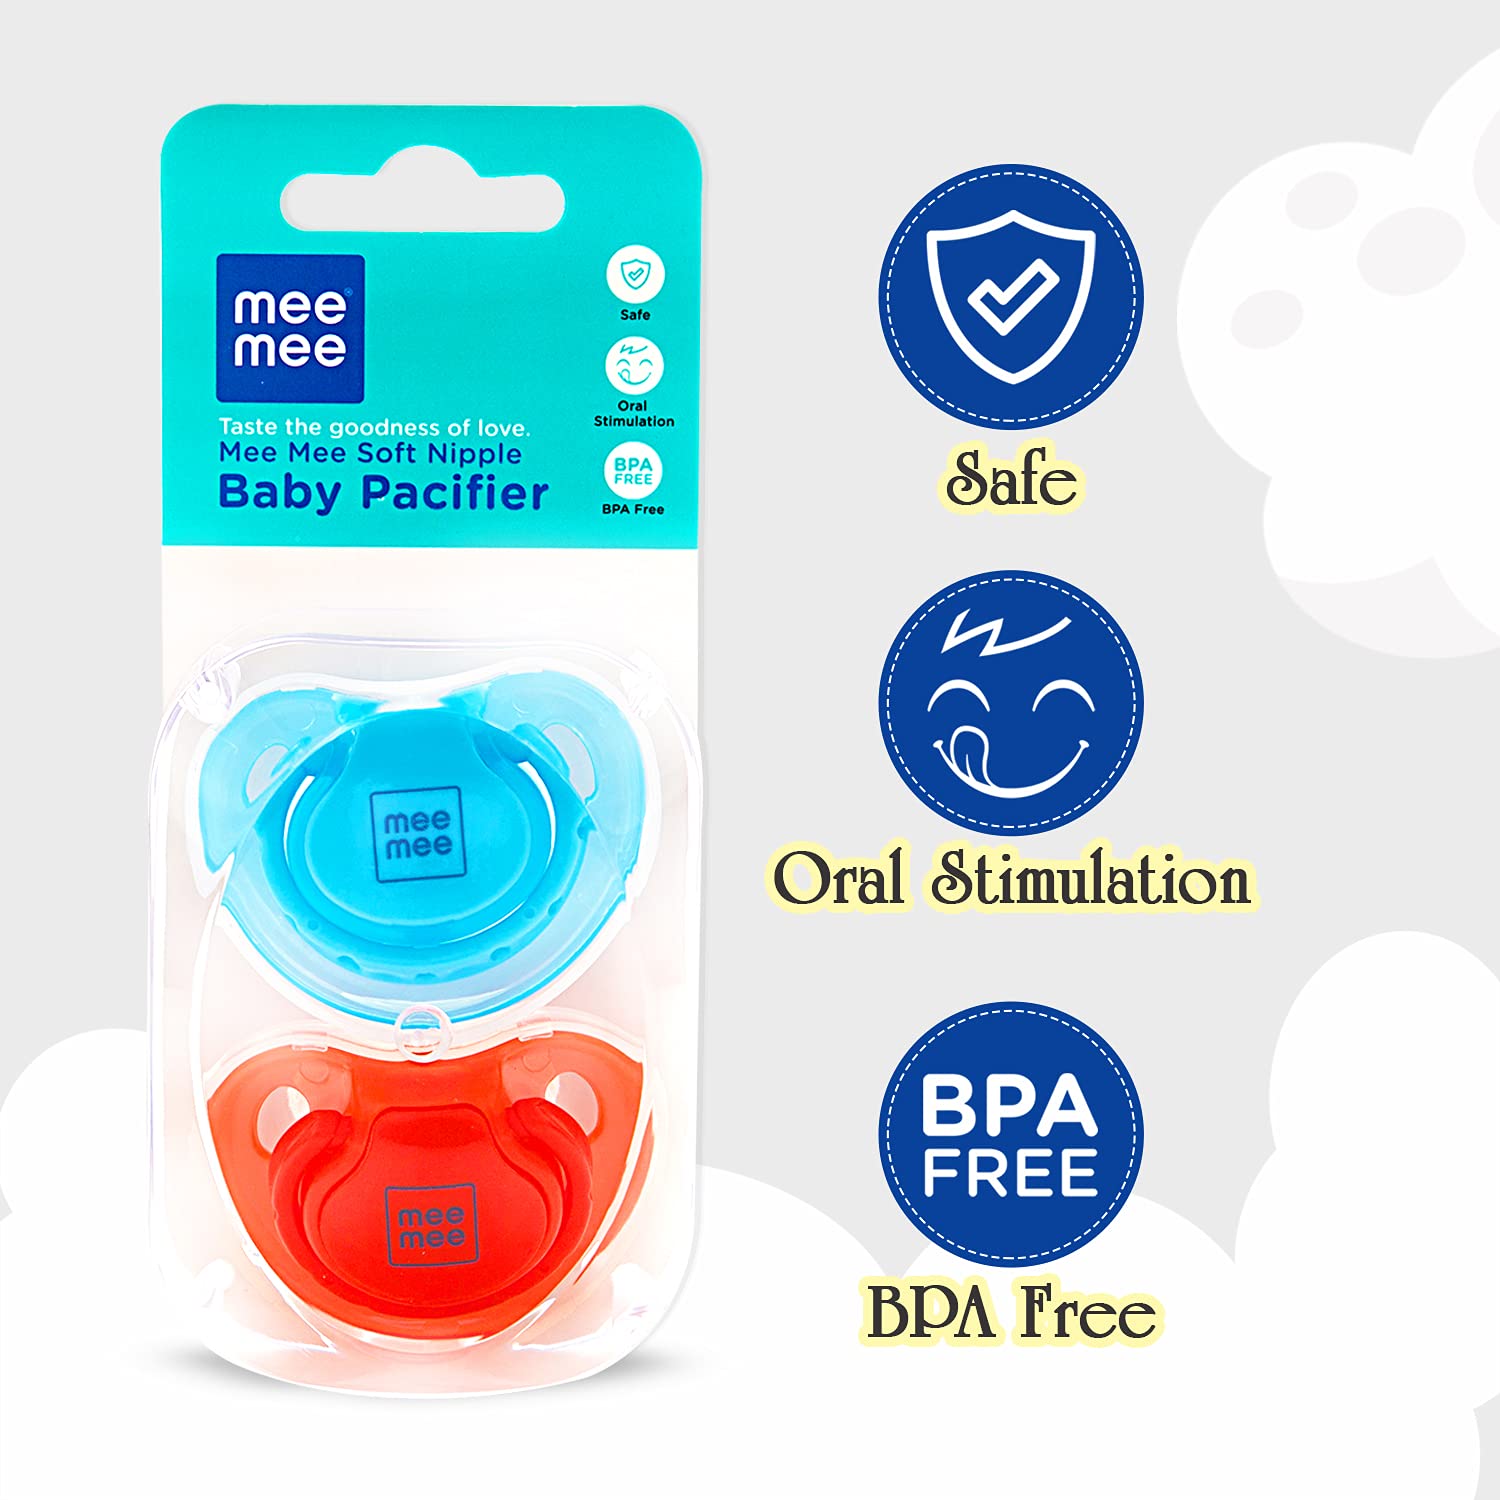 mee
mee
Taste the goodness of love.
Mee Mee Soft Nipple
Baby Pacifier
Safe
Oral
Stimulation
BPA
FREE
BPA Free
mee
mee
mee
mee
Safe
Oral Stimulation
BPA
FREE
BPA Free